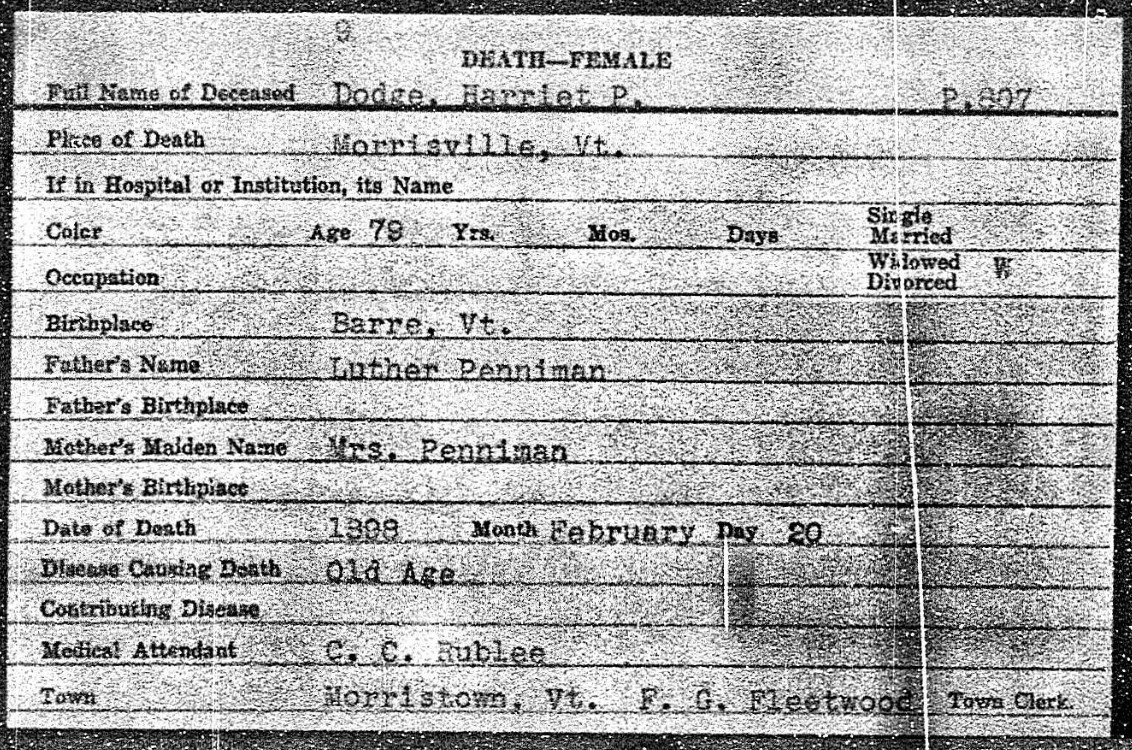 9
DEATH—FEMALE
Full Name of Deceased Dodge, Harriet P. P.807
Place of Death Morrisville, Vt.
If in Hospital or Institution, its Name
Color Age 79 Yrs. Mos. Days Single Married
Occupation Widowed Divorced W
Birthplace Barre, Vt.
Father's Name Luther Penniman
Father's Birthplace
Mother's Maiden Name Mrs. Penniman
Mother's Birthplace
Date of Death 1898 Month February Day 20
Disease Causing Death Old Age
Contributing Disease
Medical Attendant C. C. Rublee
Town Morristown, Vt. F. G. Fleetwood Town Clerk.